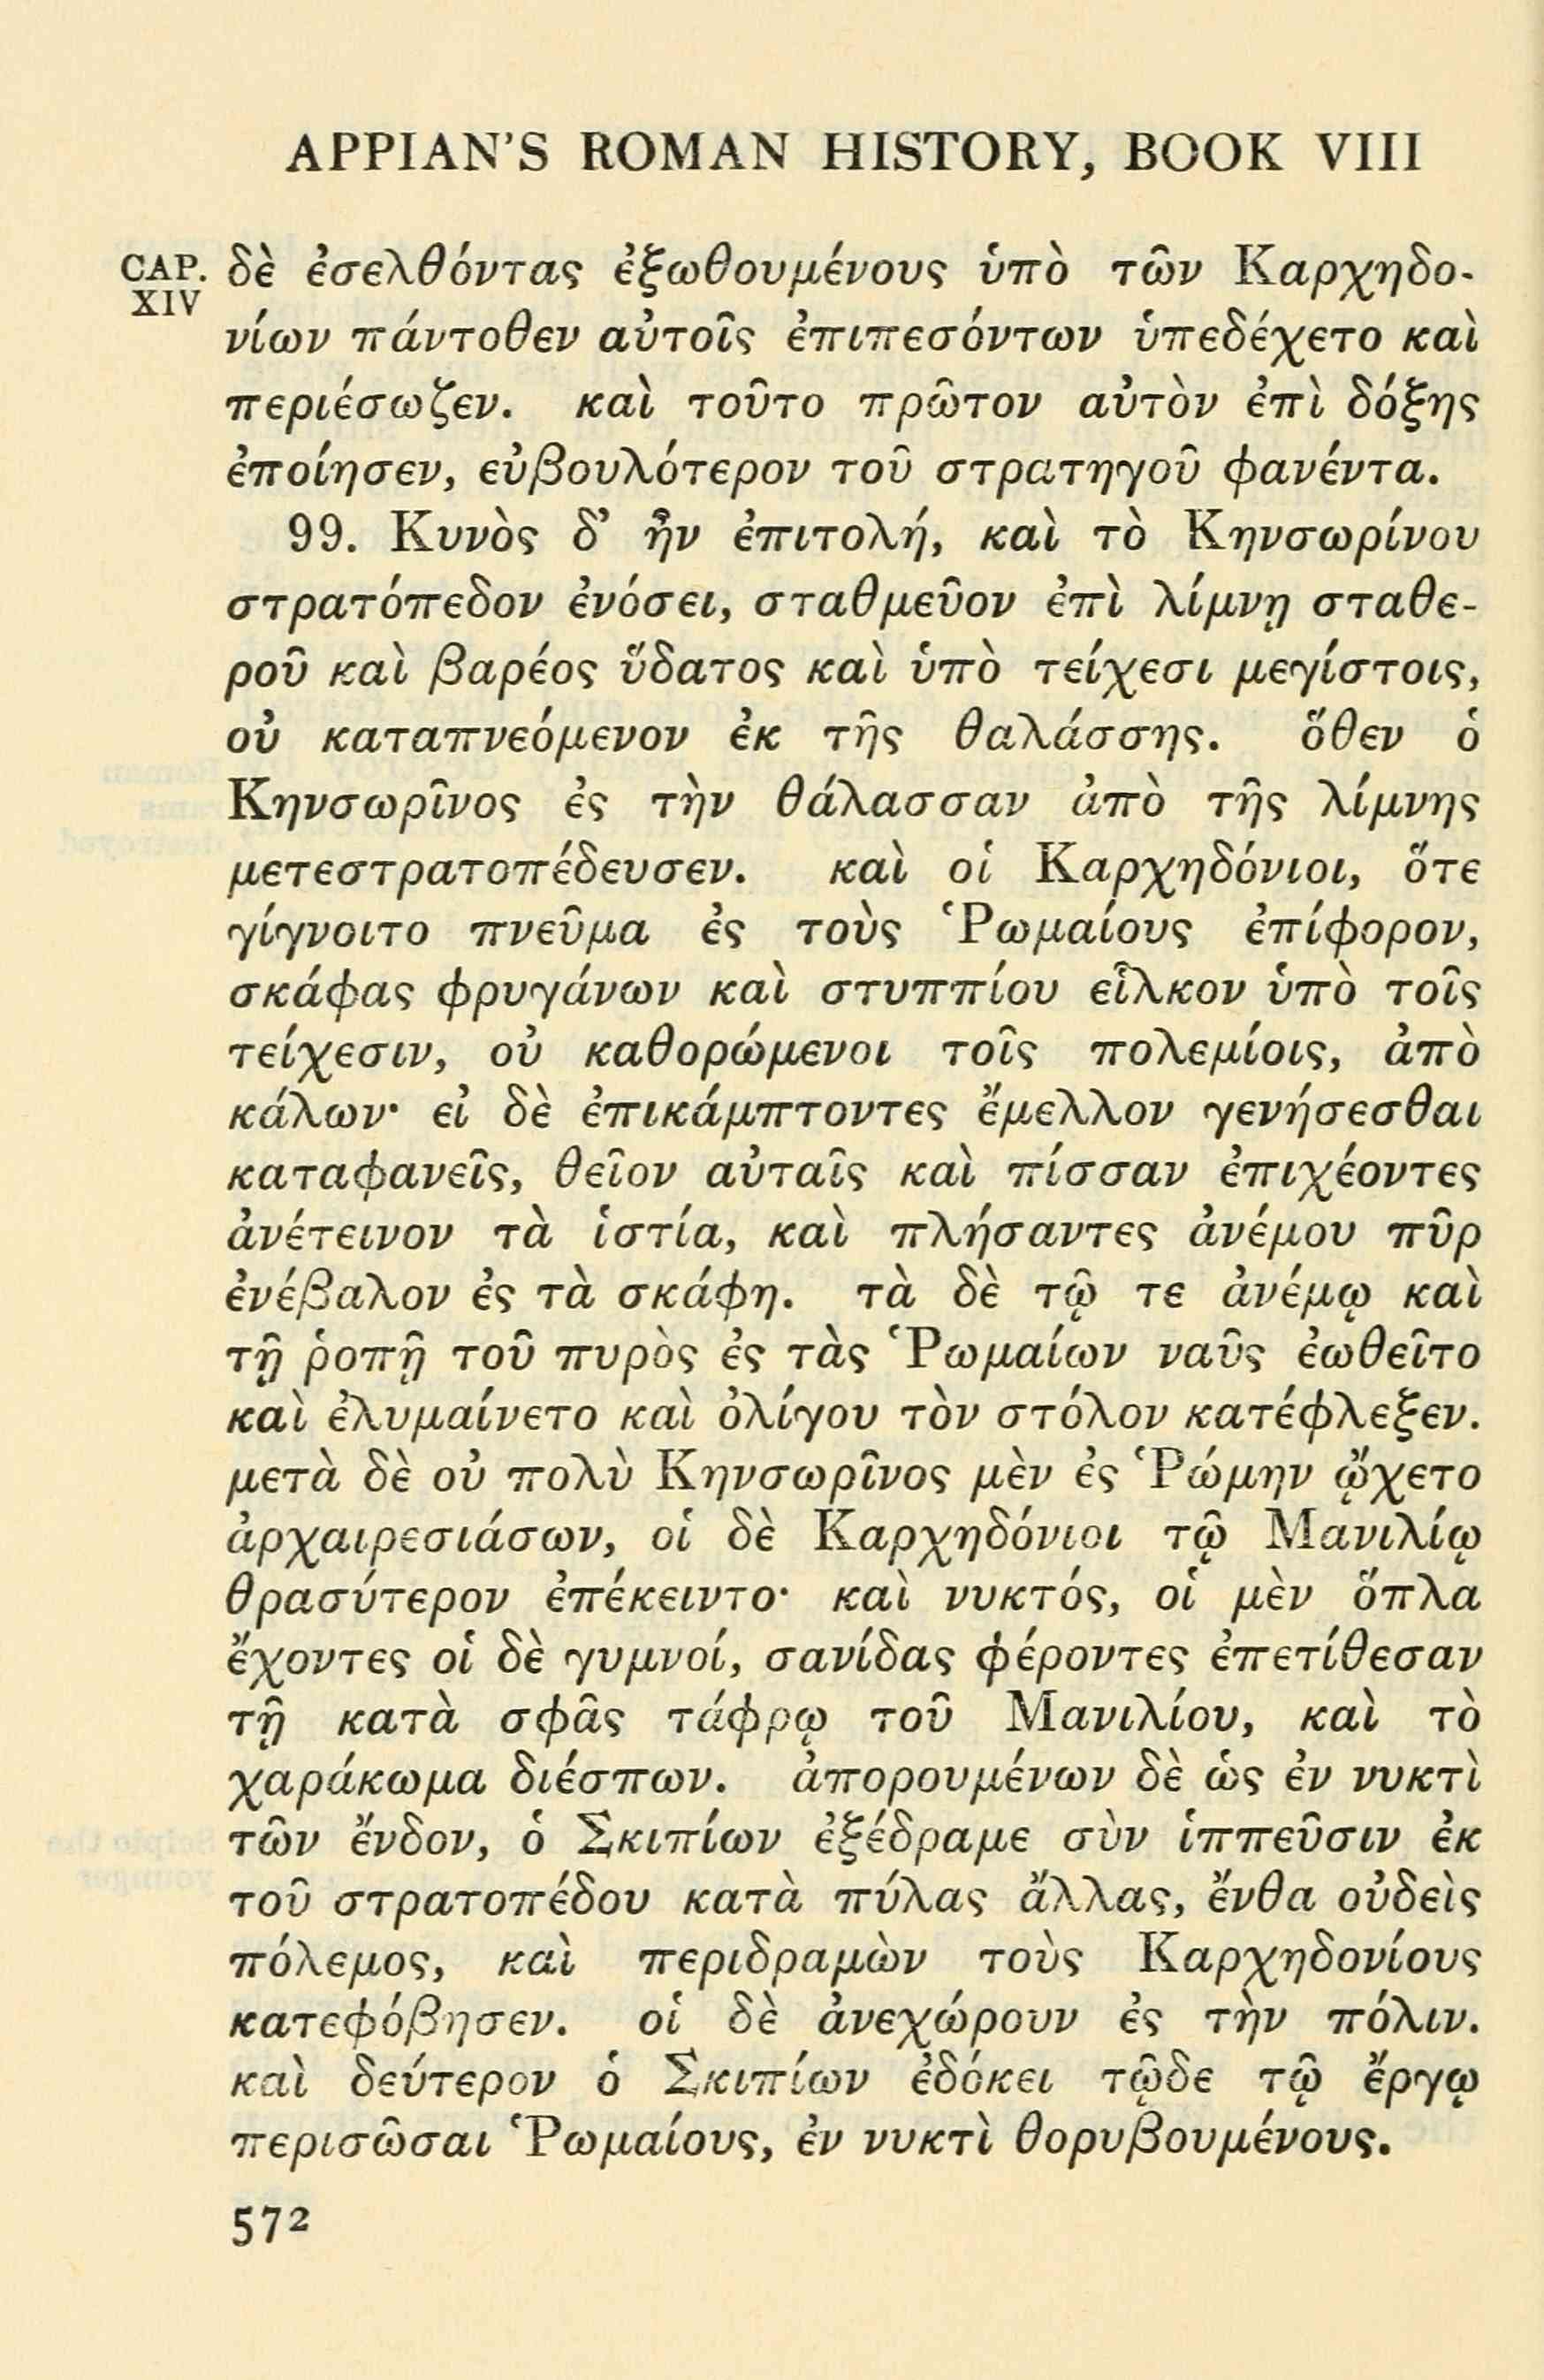 APPIAN'S ROMAN HISTORY, BOOK VIII
CAP. XIV
δὲ ἐσελθόντας ἐξωθουμένους ὑπὸ τῶν Καρχηδο-
νίων πάντοθεν αὐτοῖς ἐπιπεσόντων ὑπεδέχετο καὶ
περιέσωζεν. καὶ τοῦτο πρῶτον αὐτὸν ἐπὶ δόξης
ἐποίησεν, εὐβουλότερον τοῦ στρατηγοῦ φανέντα.
99. Κυνὸς δ’ ἦν ἐπιτολή, καὶ τὸ Κηνσωρίνου
στρατόπεδον ἐνόσει, σταθμεῦον ἐπὶ λίμνῃ σταθε-
ροῦ καὶ βαρέος ὕδατος καὶ ὑπὸ τείχεσι μεγίστοις,
οὐ καταπνεόμενον ἐκ τῆς θαλάσσης. ὅθεν ὁ
Κηνσωρῖνος ἐς τὴν θάλασσαν ἀπὸ τῆς λίμνης
μετεστρατοπέδευσεν. καὶ οἱ Καρχηδόνιοι, ὅτε
γίγνοιτο πνεῦμα ἐς τοὺς Ῥωμαίους ἐπίφορον,
σκάφας φρυγάνων καὶ στυππίου εἷλκον ὑπὸ τοῖς
τείχεσιν, οὐ καθορώμενοι τοῖς πολεμίοις, ἀπὸ
κάλων· εἰ δὲ ἐπικάμπτοντες ἔμελλον γενήσεσθαι
καταφανεῖς, θεῖον αὐταῖς καὶ πίσσαν ἐπιχέοντες
ἀνέτεινον τὰ ἱστία, καὶ πλήσαντες ἀνέμου πῦρ
ἐνέβαλον ἐς τὰ σκάφη. τὰ δὲ τῷ τε ἀνέμῳ καὶ
τῇ ῥοπῇ τοῦ πυρὸς ἐς τὰς Ῥωμαίων ναῦς ἐωθεῖτο
καὶ ἐλυμαίνετο καὶ ὀλίγου τὸν στόλον κατέφλεξεν.
μετὰ δὲ οὐ πολὺ Κηνσωρῖνος μὲν ἐς Ῥώμην ᾤχετο
ἀρχαιρεσιάσων, οἱ δὲ Καρχηδόνιοι τῷ Μανιλίῳ
θρασύτερον ἐπέκειντο· καὶ νυκτός, οἱ μὲν ὅπλα
ἔχοντες οἱ δὲ γυμνοί, σανίδας φέροντες ἐπετίθεσαν
τῇ κατὰ σφᾶς τάφρῳ τοῦ Μανιλίου, καὶ τὸ
χαράκωμα διέσπων. ἀπορουμένων δὲ ὡς ἐν νυκτὶ
τῶν ἔνδον, ὁ Σκιπίων ἐξέδραμε σὺν ἱππεῦσιν ἐκ
τοῦ στρατοπέδου κατὰ πύλας ἄλλας, ἔνθα οὐδεὶς
πόλεμος, καὶ περιδραμὼν τοὺς Καρχηδονίους
κατεφόβησεν. οἱ δὲ ἀνεχώρουν ἐς τὴν πόλιν.
καὶ δεύτερον ὁ Σκιπίων ἐδόκει τῷδε τῷ ἔργῳ
περισῶσαι Ῥωμαίους, ἐν νυκτὶ θορυβουμένους.
572